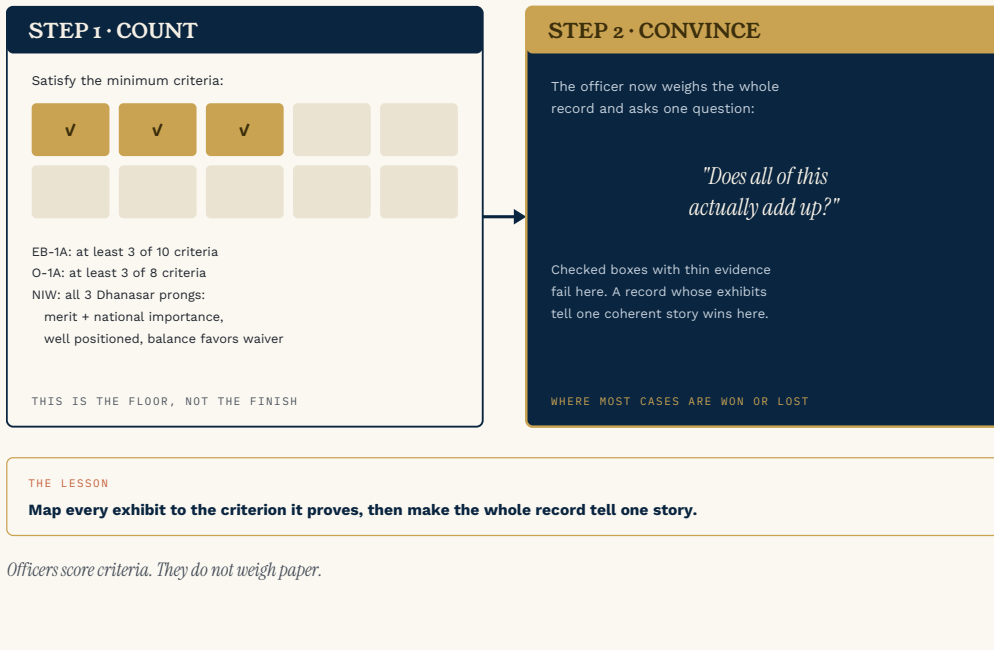 STEP 1 · COUNT
Satisfy the minimum criteria:
✓ ✓ ✓
EB-1A: at least 3 of 10 criteria
O-1A: at least 3 of 8 criteria
NIW: all 3 Dhanasar prongs:
merit + national importance,
well positioned, balance favors waiver
THIS IS THE FLOOR, NOT THE FINISH
STEP 2 · CONVINCE
The officer now weighs the whole
record and asks one question:
"Does all of this
actually add up?"
Checked boxes with thin evidence
fail here. A record whose exhibits
tell one coherent story wins here.
WHERE MOST CASES ARE WON OR LOST
THE LESSON
Map every exhibit to the criterion it proves, then make the whole record tell one story.
Officers score criteria. They do not weigh paper.